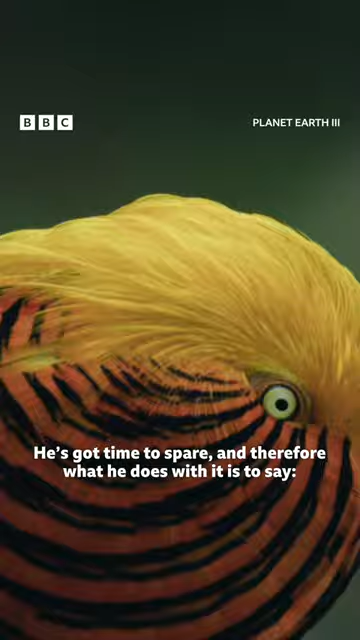 BBC
PLANET EARTH III
He's got time to spare, and therefore
what he does with it is to say: